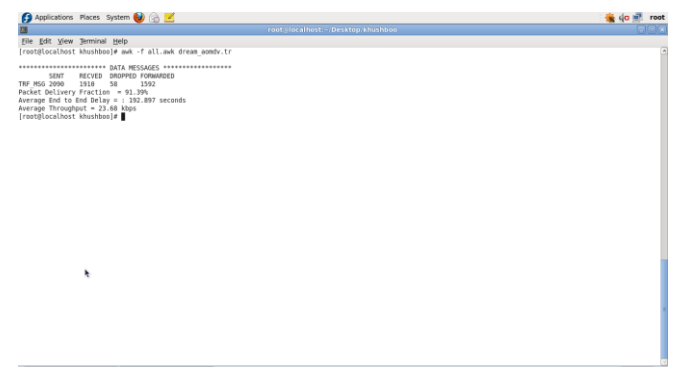 Applications Places System root
root@localhost:~/Desktop/khushboo
File Edit View Terminal Help
[root@localhost khushboo]# awk -f all.awk dream_aomdv.tr
*********************** DATA MESSAGES ******************
SENT RECVED DROPPED FORWARDED
TRF_MSG 2090 1910 58 1592
Packet Delivery Fraction = 91.39%
Average End to End Delay = : 192.897 seconds
Average Throughput = 23.68 kbps
[root@localhost khushboo]#